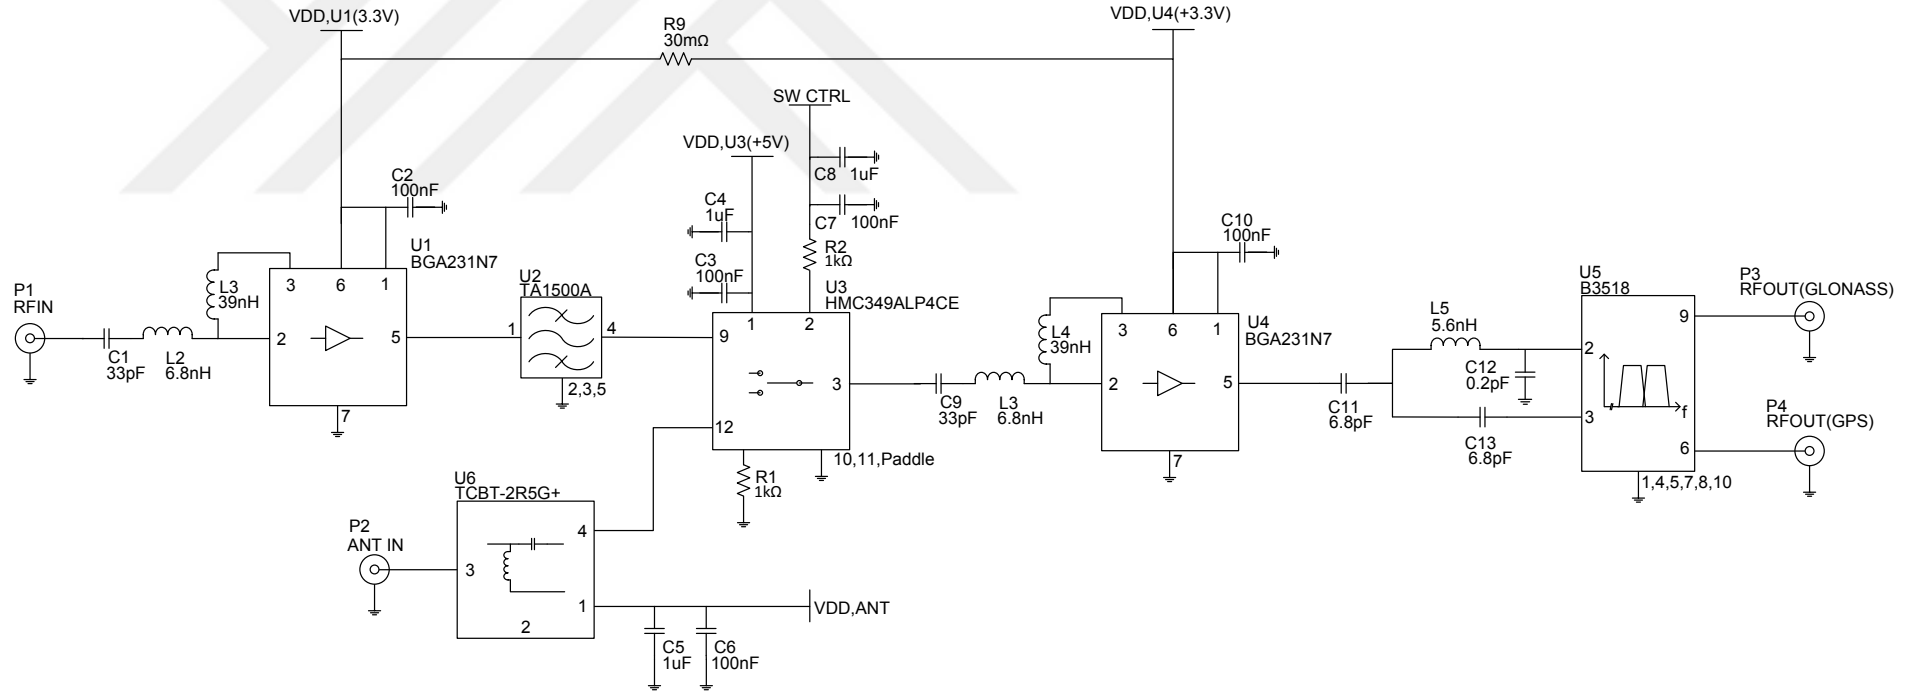 VDD,U1(3.3V)
R9
30mΩ
VDD,U4(+3.3V)
SW CTRL
VDD,U3(+5V)
C8
1uF
C7
100nF
C2
100nF
C4
1uF
C3
100nF
R2
1kΩ
C10
100nF
P1
RFIN
C1
33pF
L2
6.8nH
L3
39nH
U1
BGA231N7
3
6
1
2
5
7
U2
TA1500A
1
4
2,3,5
U3
HMC349ALP4CE
1
2
9
3
12
10,11,Paddle
R1
1kΩ
C9
33pF
L3
6.8nH
L4
39nH
U4
BGA231N7
3
6
1
2
5
7
C11
6.8pF
L5
5.6nH
C12
0.2pF
C13
6.8pF
U5
B3518
2
9
3
6
f
1,4,5,7,8,10
P3
RFOUT(GLONASS)
P4
RFOUT(GPS)
P2
ANT IN
U6
TCBT-2R5G+
4
3
1
2
VDD,ANT
C5
1uF
C6
100nF